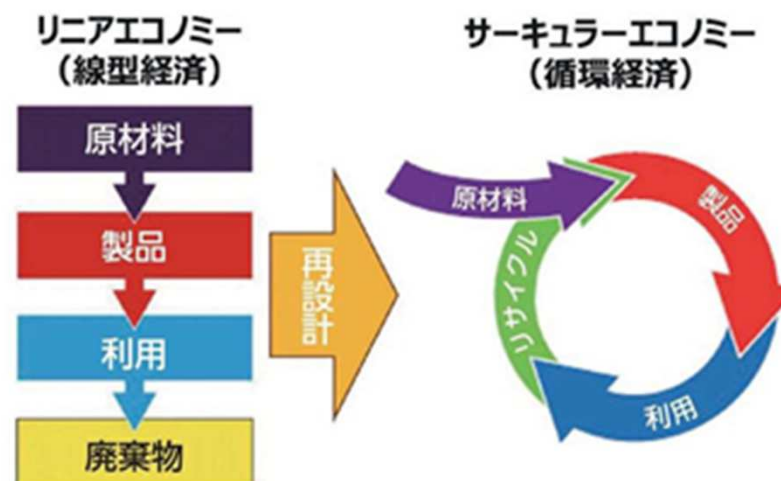 リニアエコノミー
（線型経済）
原材料
製品
利用
廃棄物
再設計
サーキュラーエコノミー
（循環経済）
原材料
製品
利用
リサイクル